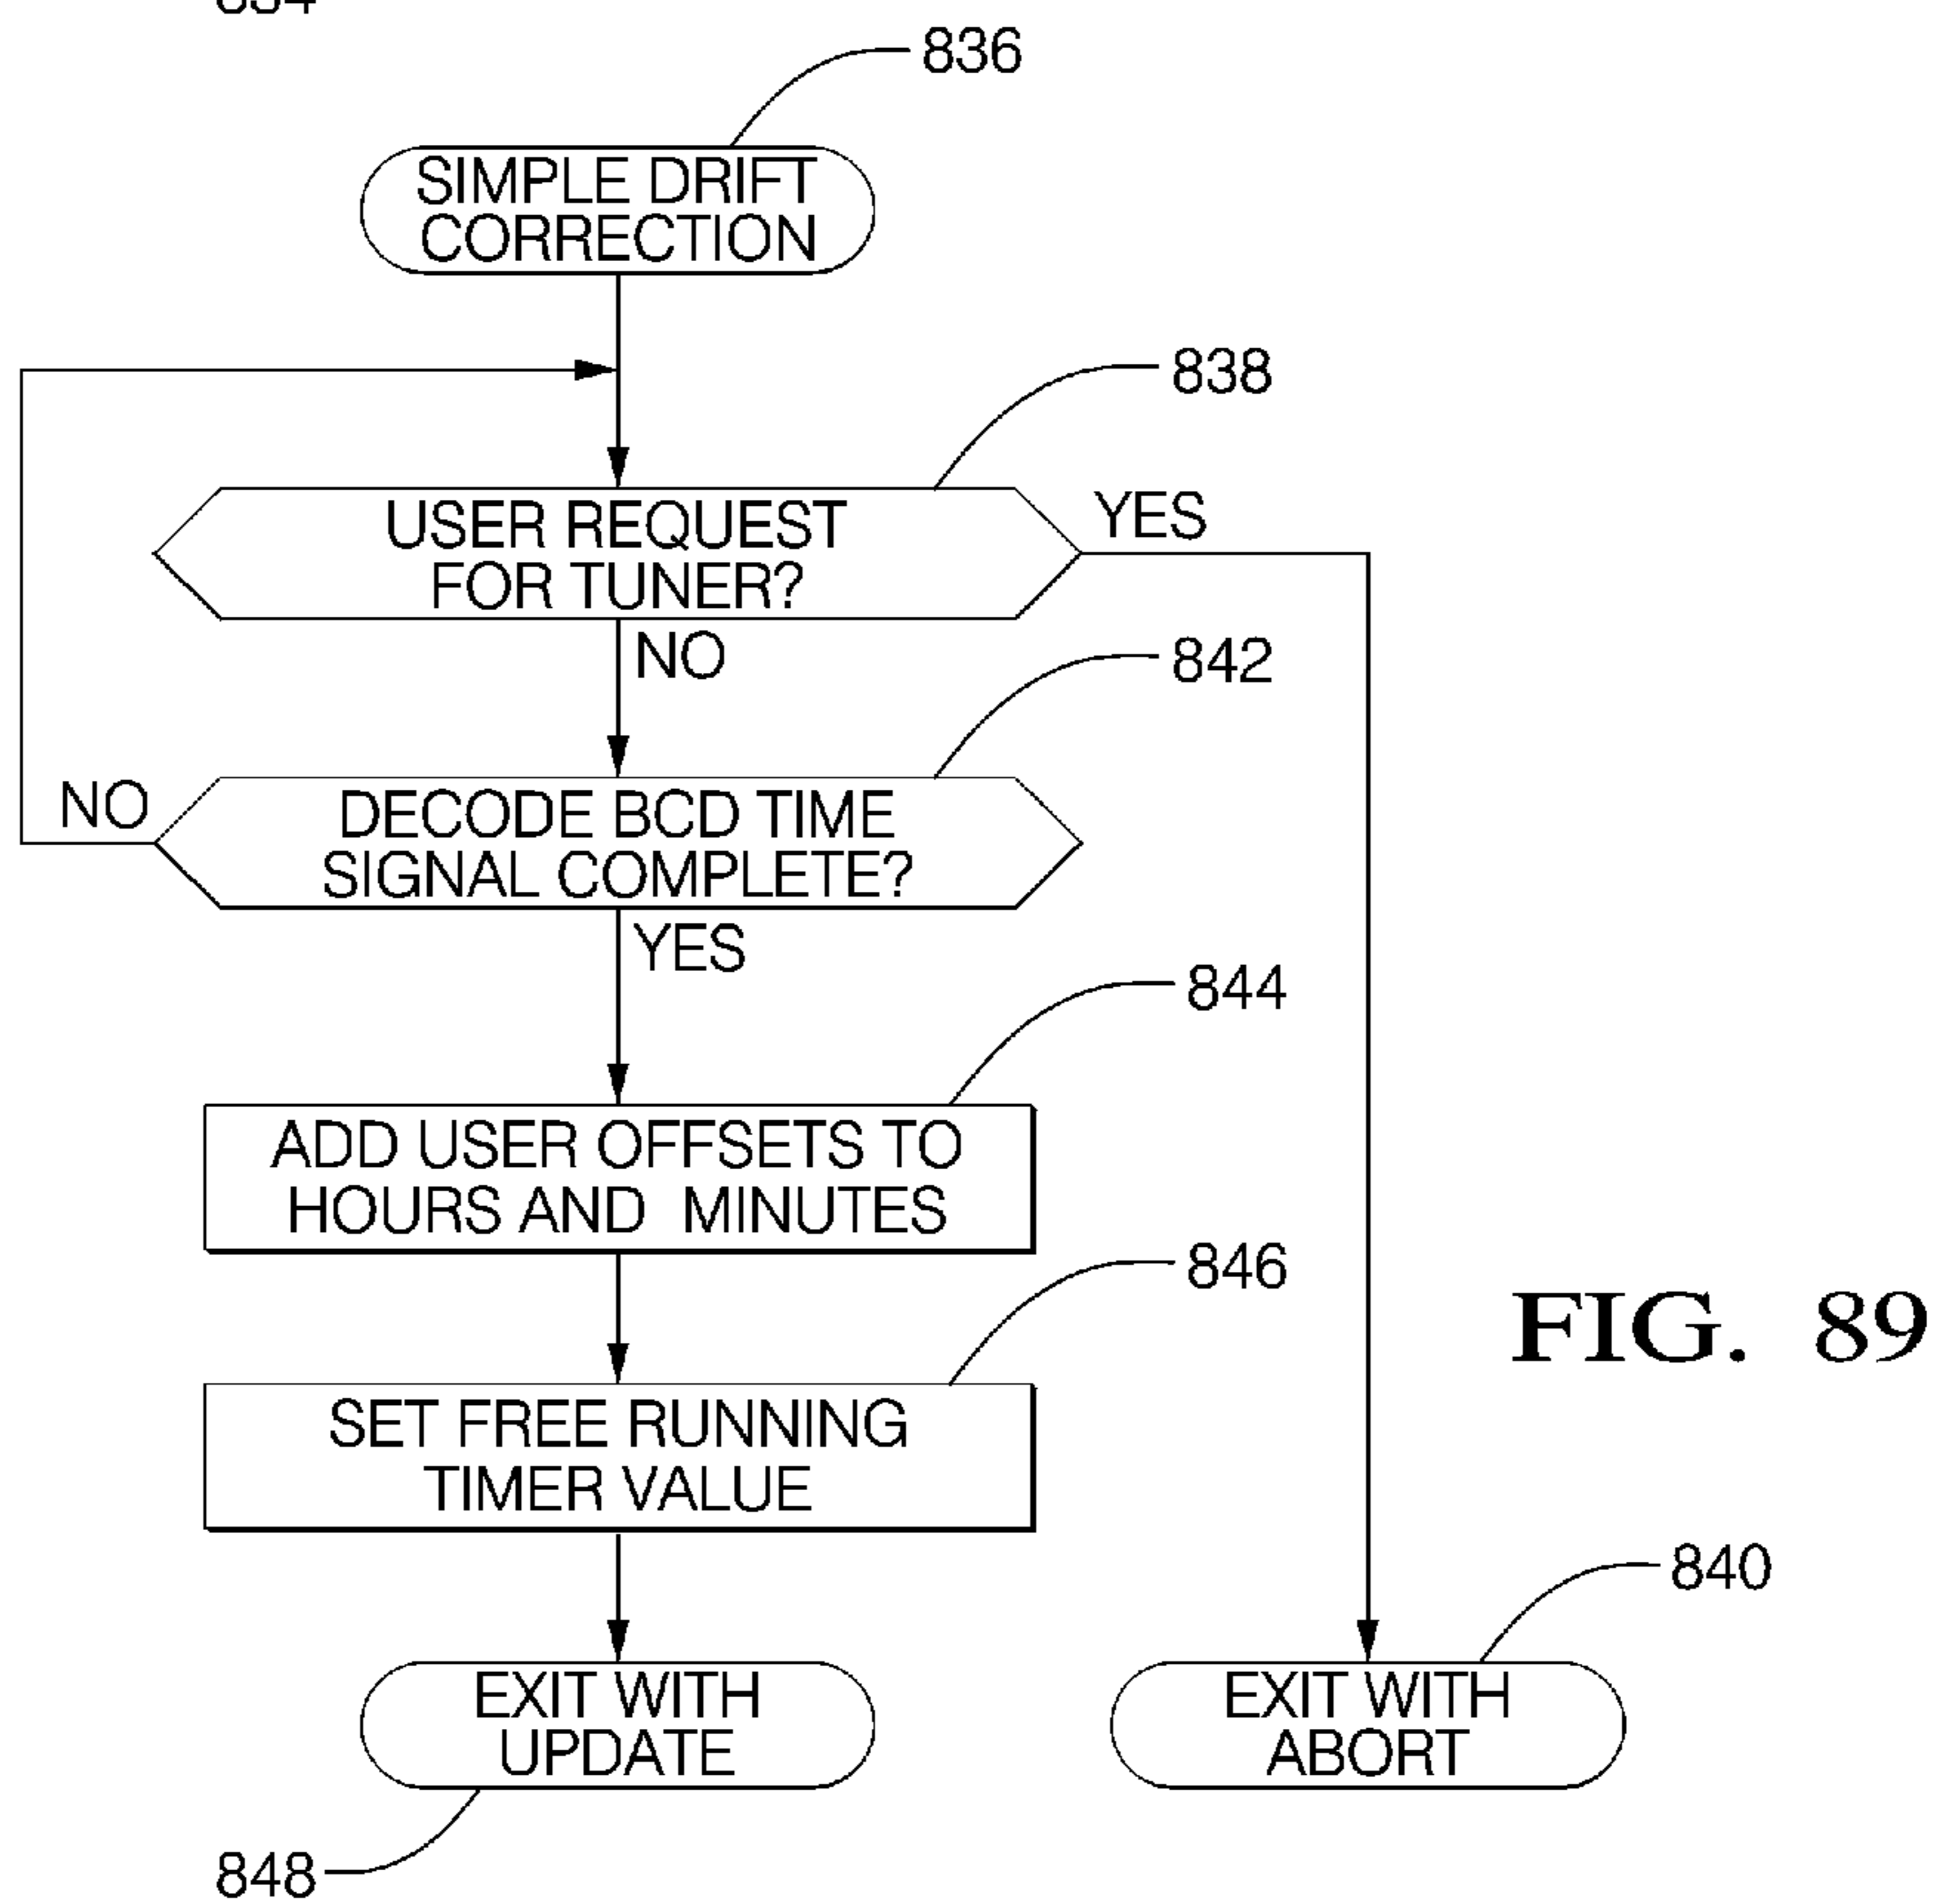 836
SIMPLE DRIFT
CORRECTION
838
USER REQUEST
FOR TUNER?
YES
NO
842
DECODE BCD TIME
SIGNAL COMPLETE?
NO
YES
844
ADD USER OFFSETS TO
HOURS AND MINUTES
846
SET FREE RUNNING
TIMER VALUE
FIG. 89
840
EXIT WITH
UPDATE
EXIT WITH
ABORT
848